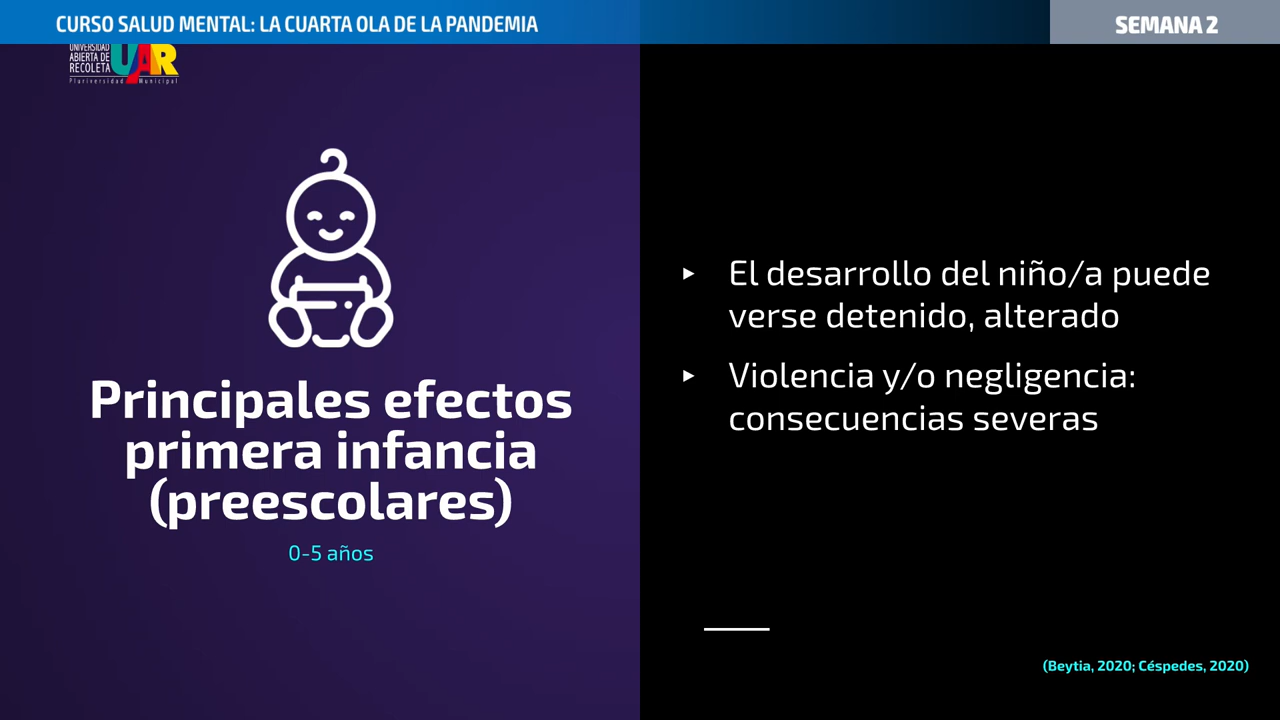 CURSO SALUD MENTAL: LA CUARTA OLA DE LA PANDEMIA
SEMANA 2
UNIVERSIDAD
ABIERTA DE
RECOLETA
UAR
Pluriversidad Municipal
Principales efectos
primera infancia
(preescolares)
0-5 años
▸ El desarrollo del niño/a puede
verse detenido, alterado
▸ Violencia y/o negligencia:
consecuencias severas
(Beytia, 2020; Céspedes, 2020)